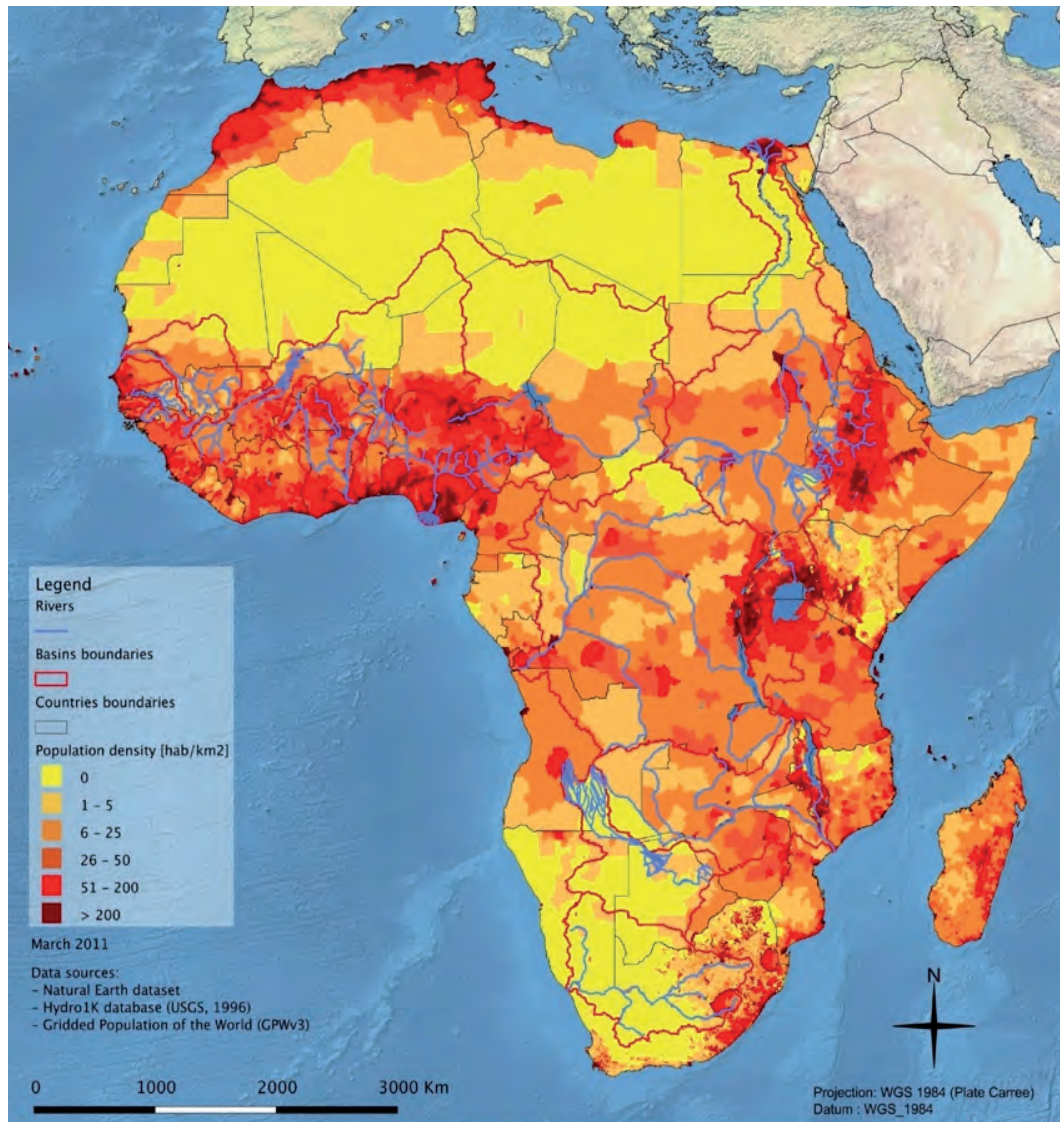 Legend
Rivers
Basins boundaries
Countries boundaries
Population density [hab/km2]
0
1 – 5
6 – 25
26 – 50
51 – 200
> 200
March 2011
Data sources:
– Natural Earth dataset
– Hydro1K database (USGS, 1996)
– Gridded Population of the World (GPWv3)
0 1000 2000 3000 Km
N
Projection: WGS 1984 (Plate Carree)
Datum : WGS_1984